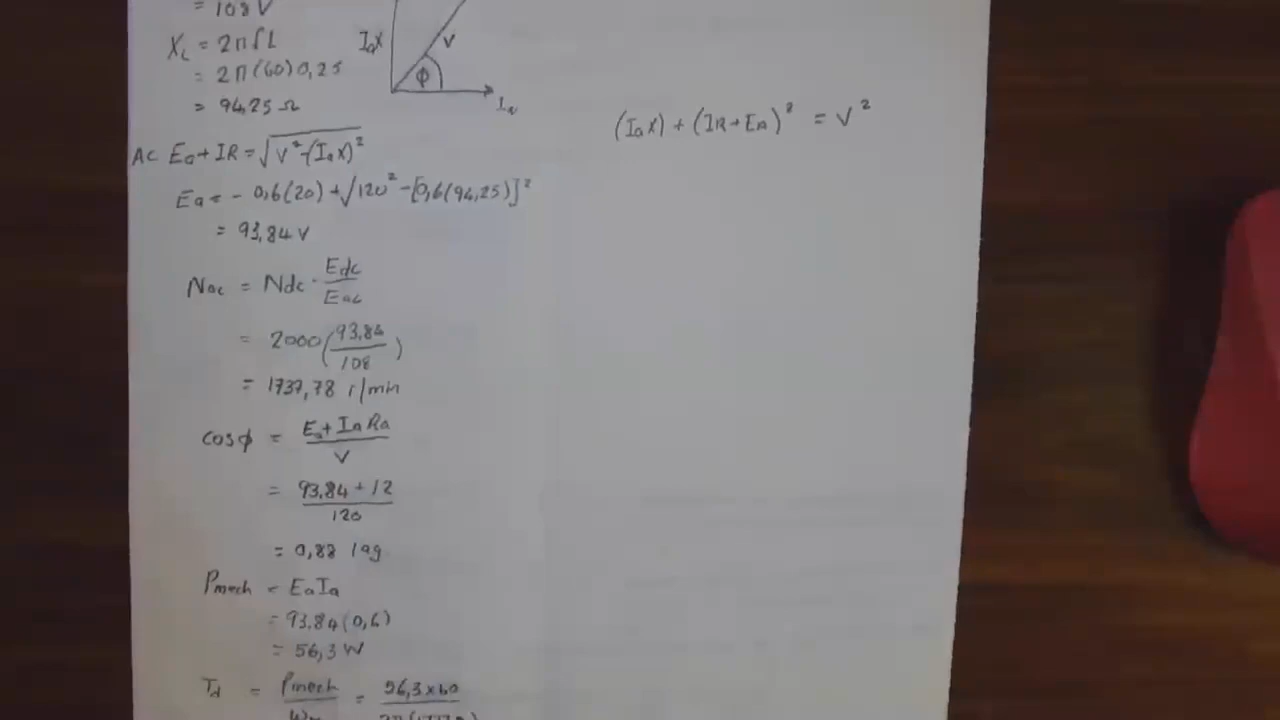 = 108 V
X_L = 2πfL
= 2π(60)0,25
= 94,25 Ω
IaX
V
φ
Ia
(IaX) + (IR+EA)² = V²
AC Ea + IR = √V² - (IaX)²
Ea = - 0,6(20) + √120² - [0,6(94,25)]²
= 93,84 V
Nac = Ndc · Edc/Eac
= 2000(93.84/108)
= 1737,78 r/min
cos φ = Ea + Ia Ra/V
= 93.84 + 12/120
= 0,88 lag
Pmech = EaIa
= 93.84(0,6)
= 56,3 W
Td = Pmech/ωm = 56,3 x 60